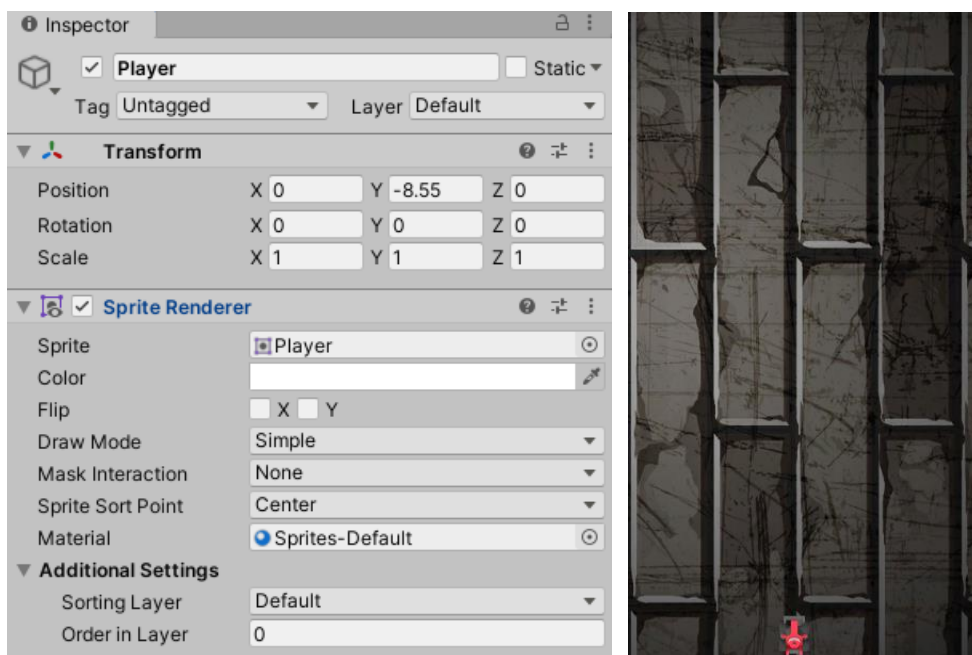 Inspector
Player Static
Tag Untagged Layer Default
Transform
Position X 0 Y -8.55 Z 0
Rotation X 0 Y 0 Z 0
Scale X 1 Y 1 Z 1
Sprite Renderer
Sprite Player
Color
Flip X Y
Draw Mode Simple
Mask Interaction None
Sprite Sort Point Center
Material Sprites-Default
Additional Settings
Sorting Layer Default
Order in Layer 0